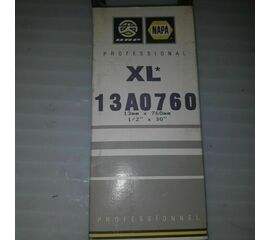 NAPA
PROFESSIONAL
XL*
13A0760
13mm x 760mm
1/2" x 30"
PROFESSIONNEL